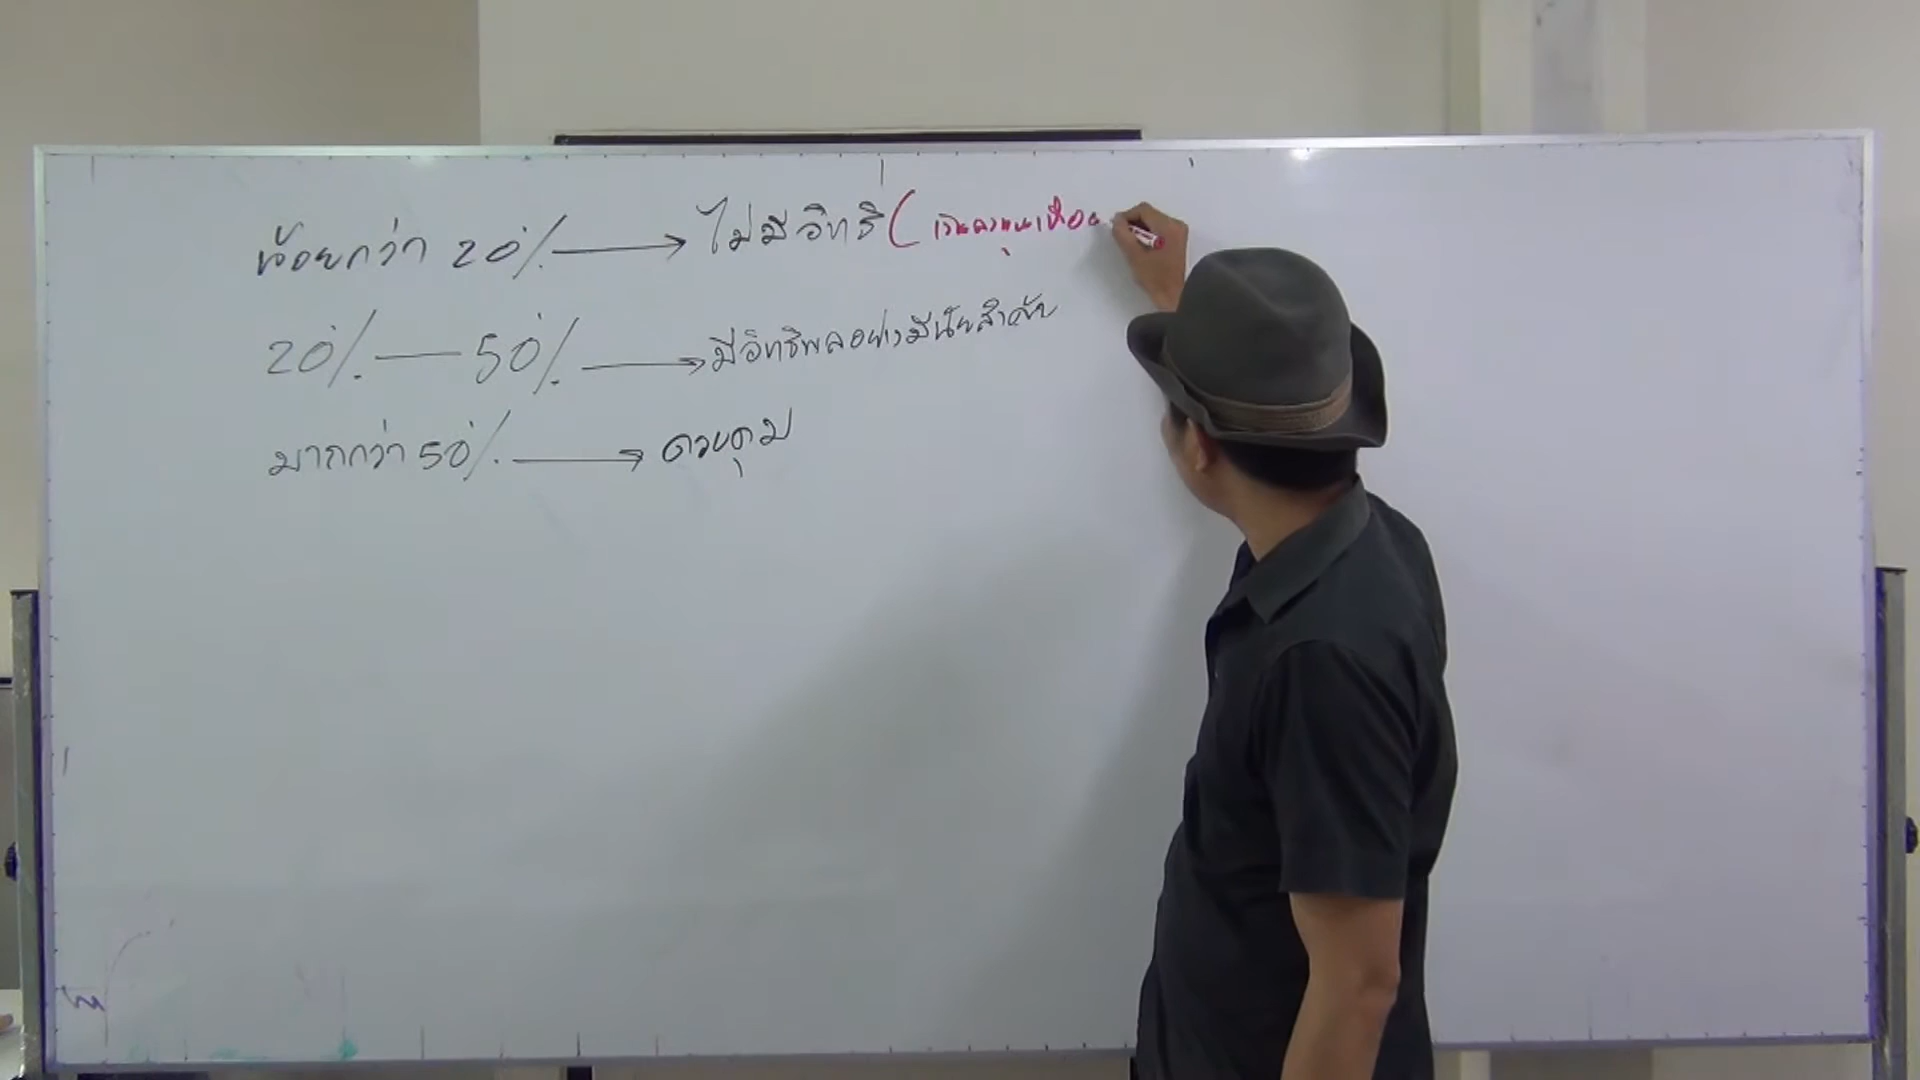 น้อยกว่า 20% → ไม่มีอิทธิ (เงินลงทุนเผื่อข
20% — 50% → มีอิทธิพลอย่างมีนัยสำคัญ
มากกว่า 50% → ควบคุม